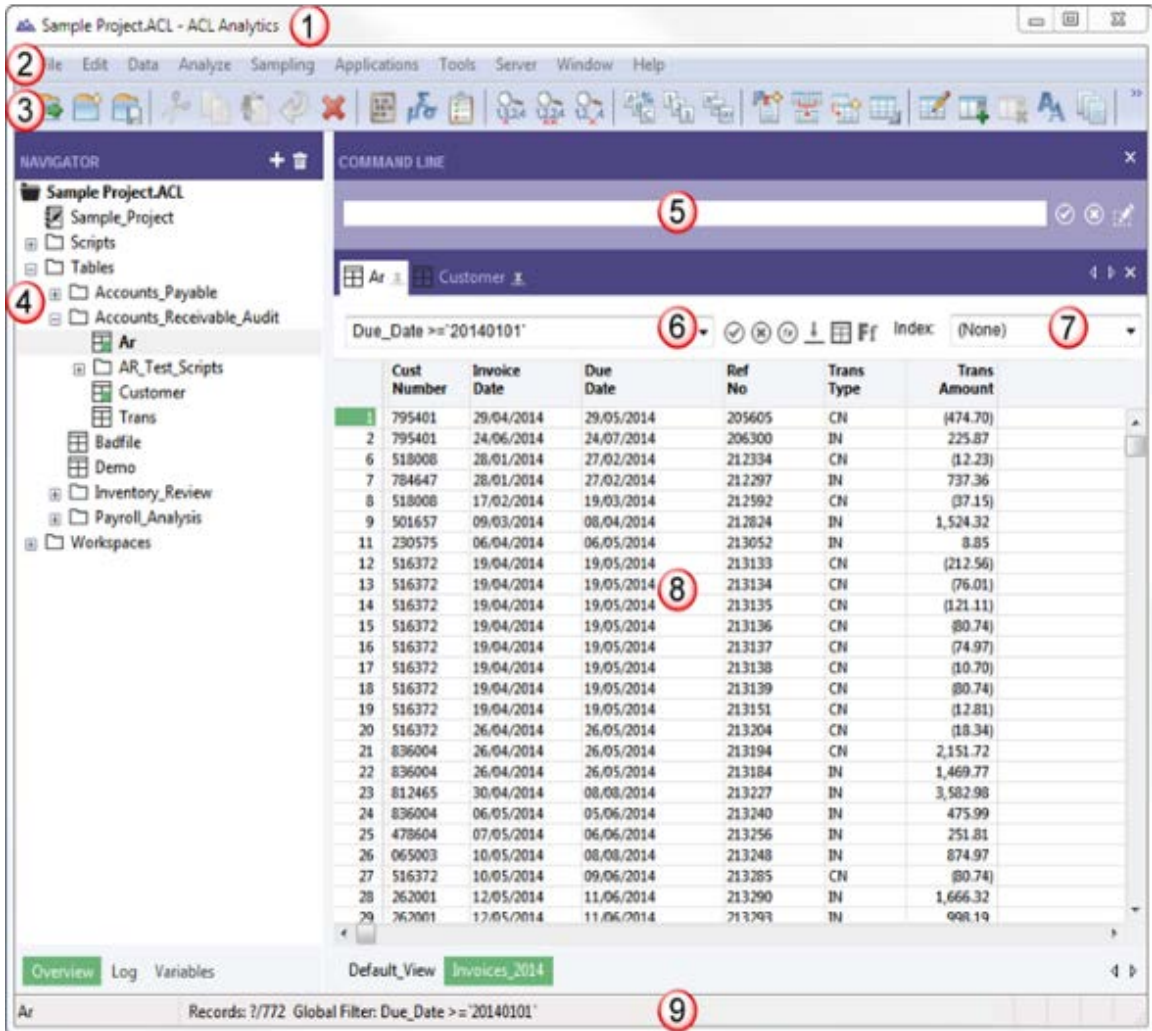 Sample Project.ACL - ACL Analytics 1
2 File Edit Data Analyze Sampling Applications Tools Server Window Help
3
NAVIGATOR
Sample Project.ACL
Sample_Project
Scripts
Tables
4
Accounts_Payable
Accounts_Receivable_Audit
Ar
AR_Test_Scripts
Customer
Trans
Badfile
Demo
Inventory_Review
Payroll_Analysis
Workspaces
Overview Log Variables
COMMAND LINE
5
Ar Customer
Due_Date >=`20140101` 6 Ff Index: (None) 7
Cust Number Invoice Date Due Date Ref No Trans Type Trans Amount
1 795401 29/04/2014 29/05/2014 205605 CN (474.70)
2 795401 24/06/2014 24/07/2014 206300 IN 225.87
6 518008 28/01/2014 27/02/2014 212334 CN (12.23)
7 784647 28/01/2014 27/02/2014 212297 IN 737.36
8 518008 17/02/2014 19/03/2014 212592 CN (37.15)
9 501657 09/03/2014 08/04/2014 212824 IN 1,524.32
11 230575 06/04/2014 06/05/2014 213052 IN 8.85
12 516372 19/04/2014 19/05/2014 213133 CN (212.56)
13 516372 19/04/2014 19/05/2014 213134 CN (76.01)
8
14 516372 19/04/2014 19/05/2014 213135 CN (121.11)
15 516372 19/04/2014 19/05/2014 213136 CN (80.74)
16 516372 19/04/2014 19/05/2014 213137 CN (74.97)
17 516372 19/04/2014 19/05/2014 213138 CN (10.70)
18 516372 19/04/2014 19/05/2014 213139 CN (80.74)
19 516372 19/04/2014 19/05/2014 213151 CN (12.81)
20 516372 26/04/2014 26/05/2014 213204 CN (18.34)
21 836004 26/04/2014 26/05/2014 213194 CN 2,151.72
22 836004 26/04/2014 26/05/2014 213184 IN 1,469.77
23 812465 30/04/2014 08/08/2014 213227 IN 3,582.98
24 836004 06/05/2014 05/06/2014 213240 IN 475.99
25 478604 07/05/2014 06/06/2014 213256 IN 251.81
26 065003 10/05/2014 08/08/2014 213248 IN 874.97
27 516372 10/05/2014 09/06/2014 213285 CN (80.74)
28 262001 12/05/2014 11/06/2014 213290 IN 1,666.32
29 262001 12/05/2014 11/06/2014 213293 IN 998.19
Default_View Invoices_2014
Ar Records: ?/772 Global Filter: Due_Date >=`20140101` 9